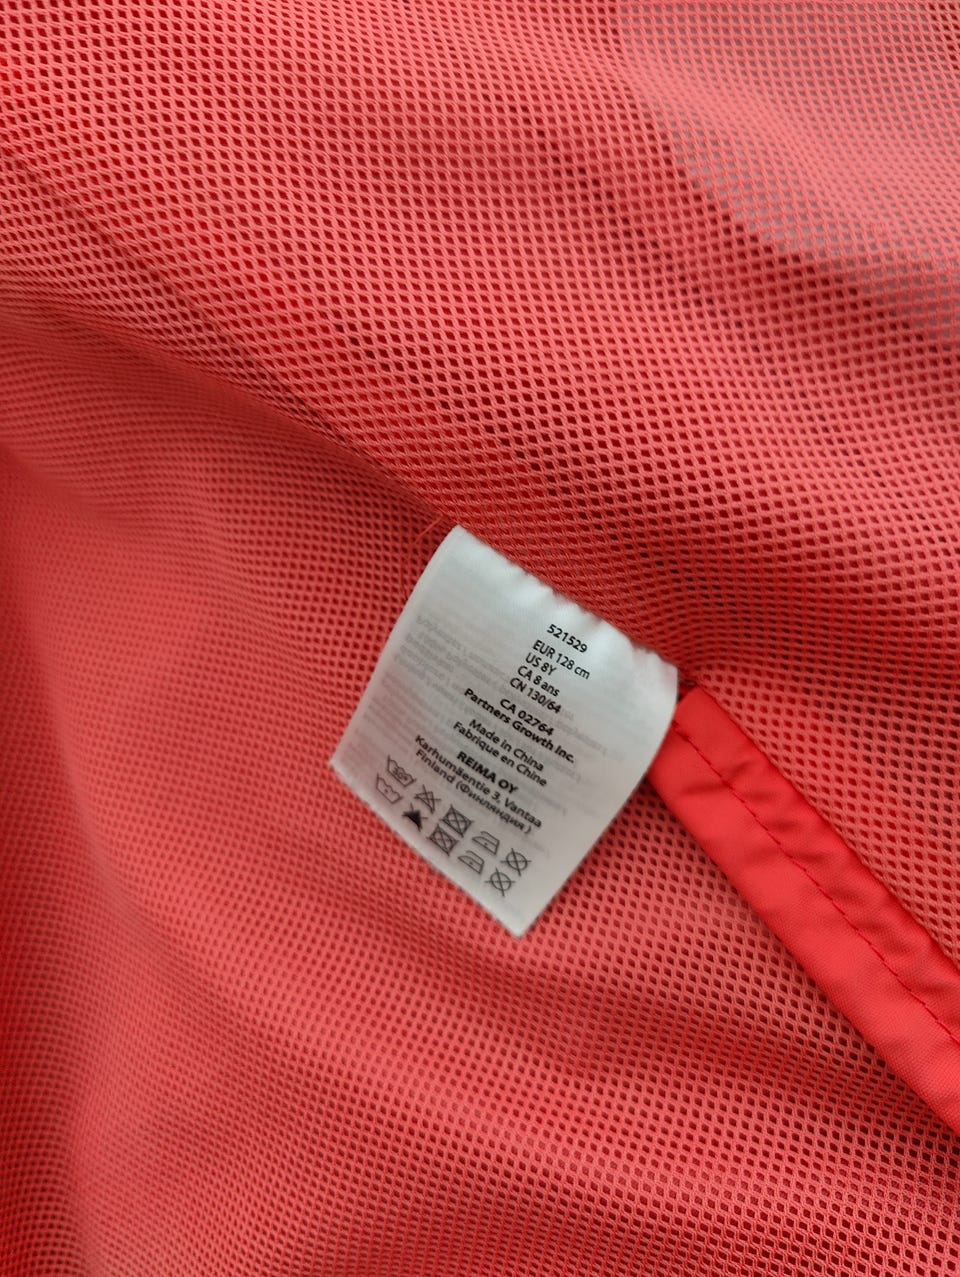 521529
EUR 128 cm
US 8Y
CA 8 ans
CN 130/64
CA 02764
Partners Growth Inc.
Made in China
Fabrique en Chine
REIMA OY
Karhumäentie 3, Vantaa
Finland (Финляндия)
30°